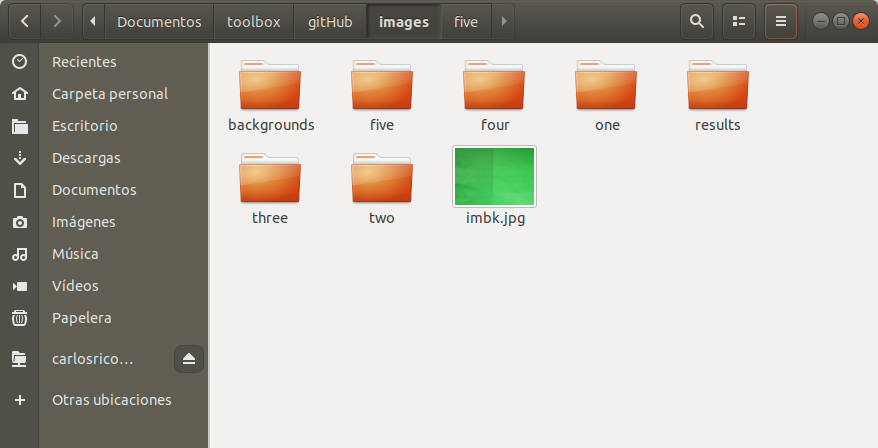 Documentos toolbox gitHub images five
Recientes
Carpeta personal
Escritorio
Descargas
Documentos
Imágenes
Música
Vídeos
Papelera
carlosrico...
Otras ubicaciones
backgrounds five four one results
three two imbk.jpg